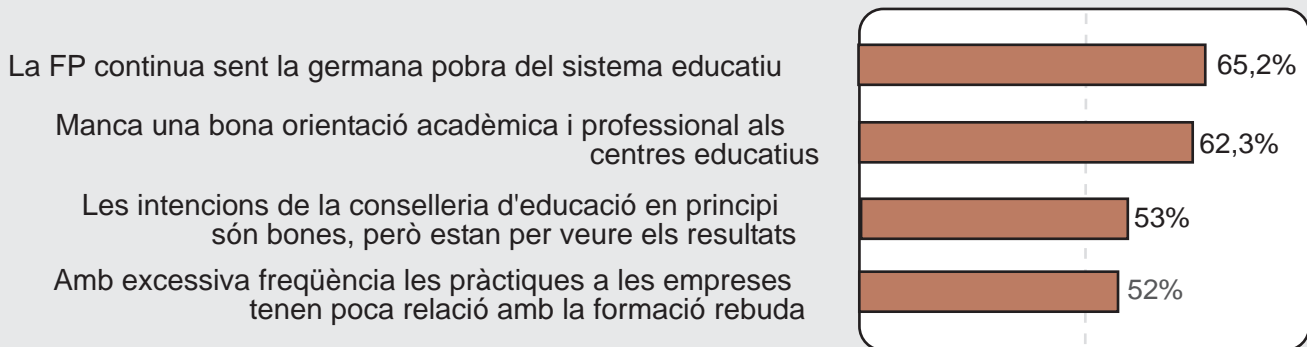 La FP continua sent la germana pobra del sistema educatiu
65,2%
Manca una bona orientació acadèmica i professional als
centres educatius
62,3%
Les intencions de la conselleria d'educació en principi
són bones, però estan per veure els resultats
53%
Amb excessiva freqüència les pràctiques a les empreses
tenen poca relació amb la formació rebuda
52%